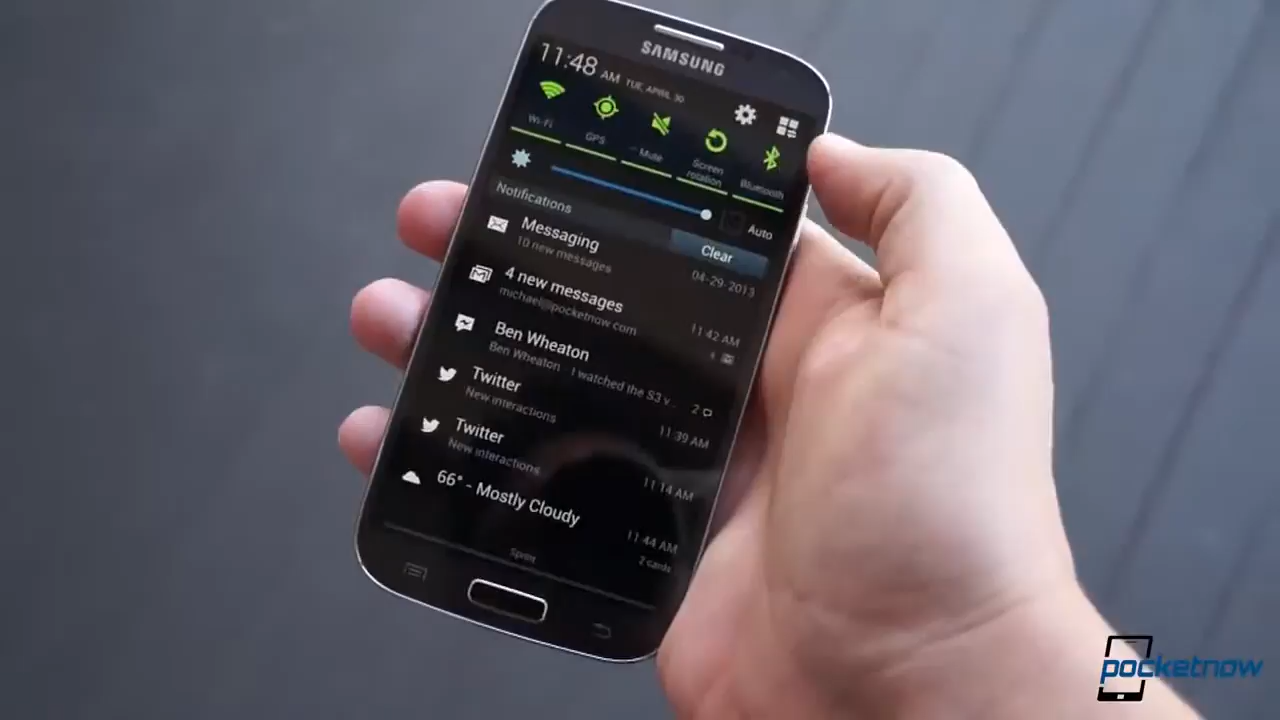 SAMSUNG
11:48 AM TUE, APRIL 30
Wi-Fi
GPS
Mute
Screen
rotation
Bluetooth
Auto
Notifications
Clear
Messaging
10 new messages
04-29-2013
4 new messages
michael@pocketnow.com
11:42 AM
4
Ben Wheaton
Ben Wheaton - I watched the S3 v...
2
11:39 AM
Twitter
New interactions
11:14 AM
Twitter
New interactions
66° - Mostly Cloudy
11:44 AM
2 cards
Sprint
pocketnow